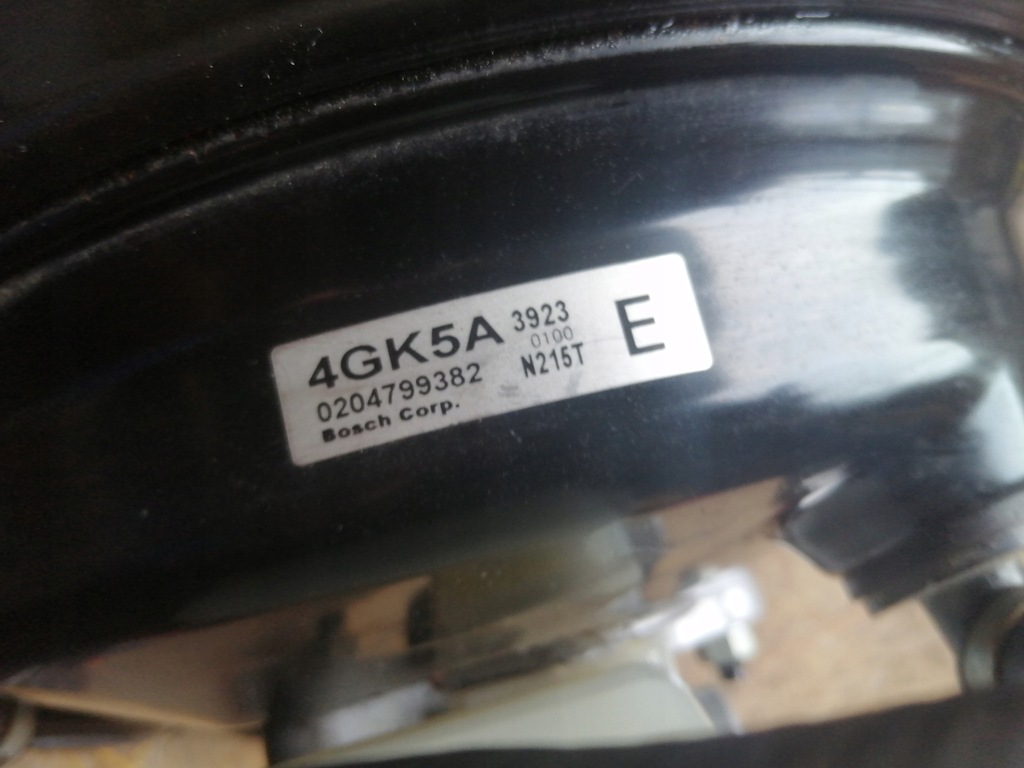 4GK5A 3923 E
0100
0204799382 N215T
Bosch Corp.